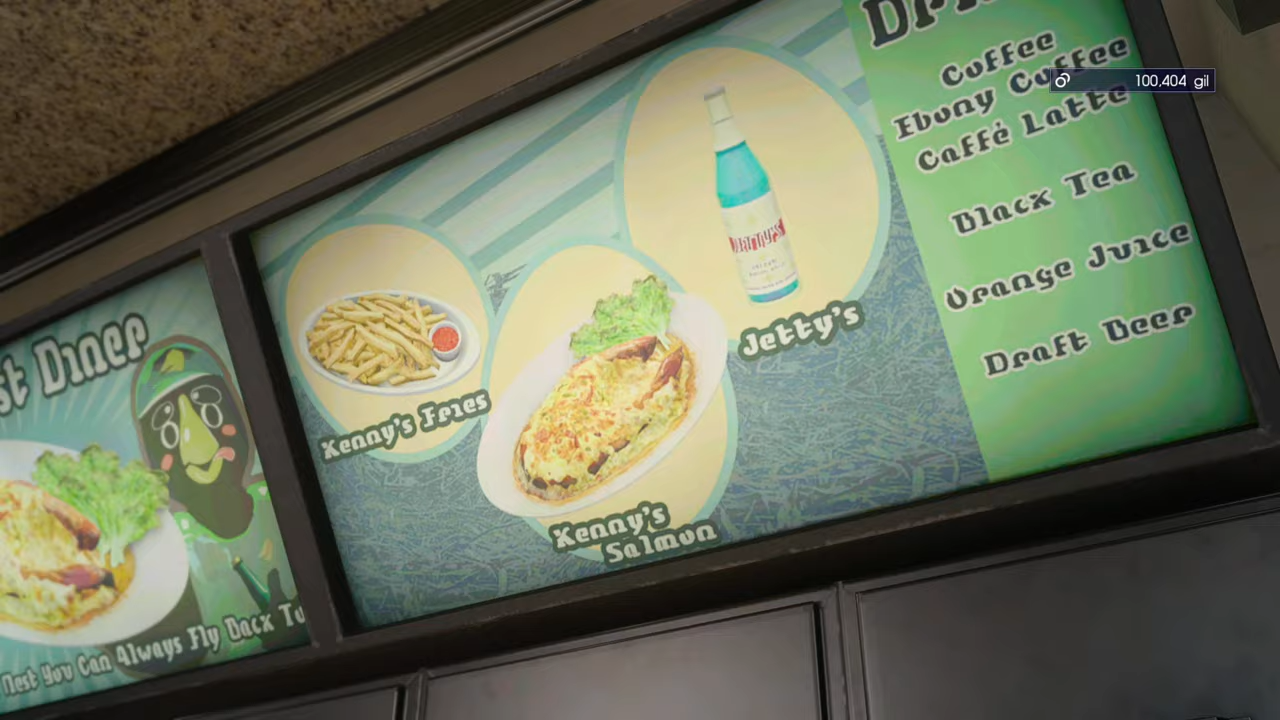 100,404 gil
st Diner
Nest You Can Always Fly Back To
Kenny's Fries
Kenny's
Salmon
Jetty's
JETTY'S
Coffee
Ebony Coffee
Caffé Latte
Black Tea
Orange Juice
Draft Beer